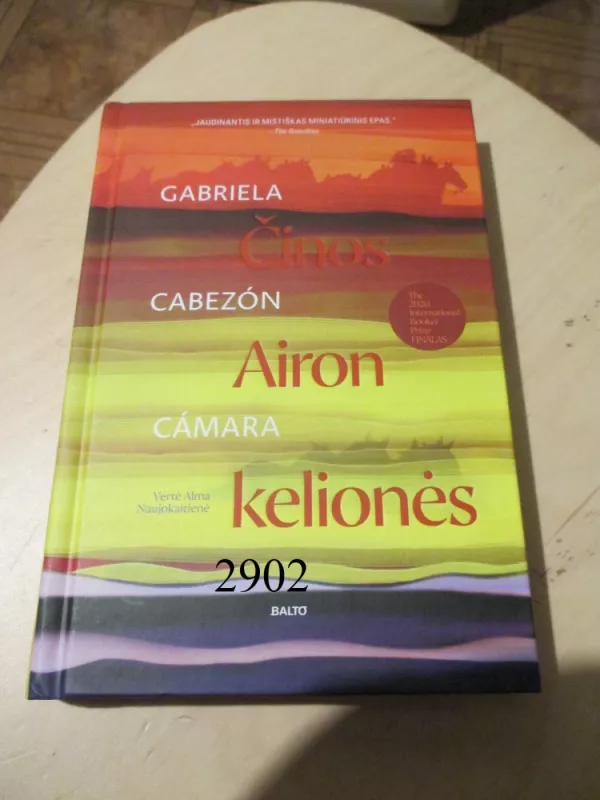 „JAUDINANTIS IR MISTIŠKAS MINIATIŪRINIS EPAS."
The Guardian
GABRIELA
Činos
CABEZÓN
The
2020
International
Booker
Prize
FINALAS
Airon
CÁMARA
Vertė Alma
Naujokaitienė
kelionės
2902
BALTO